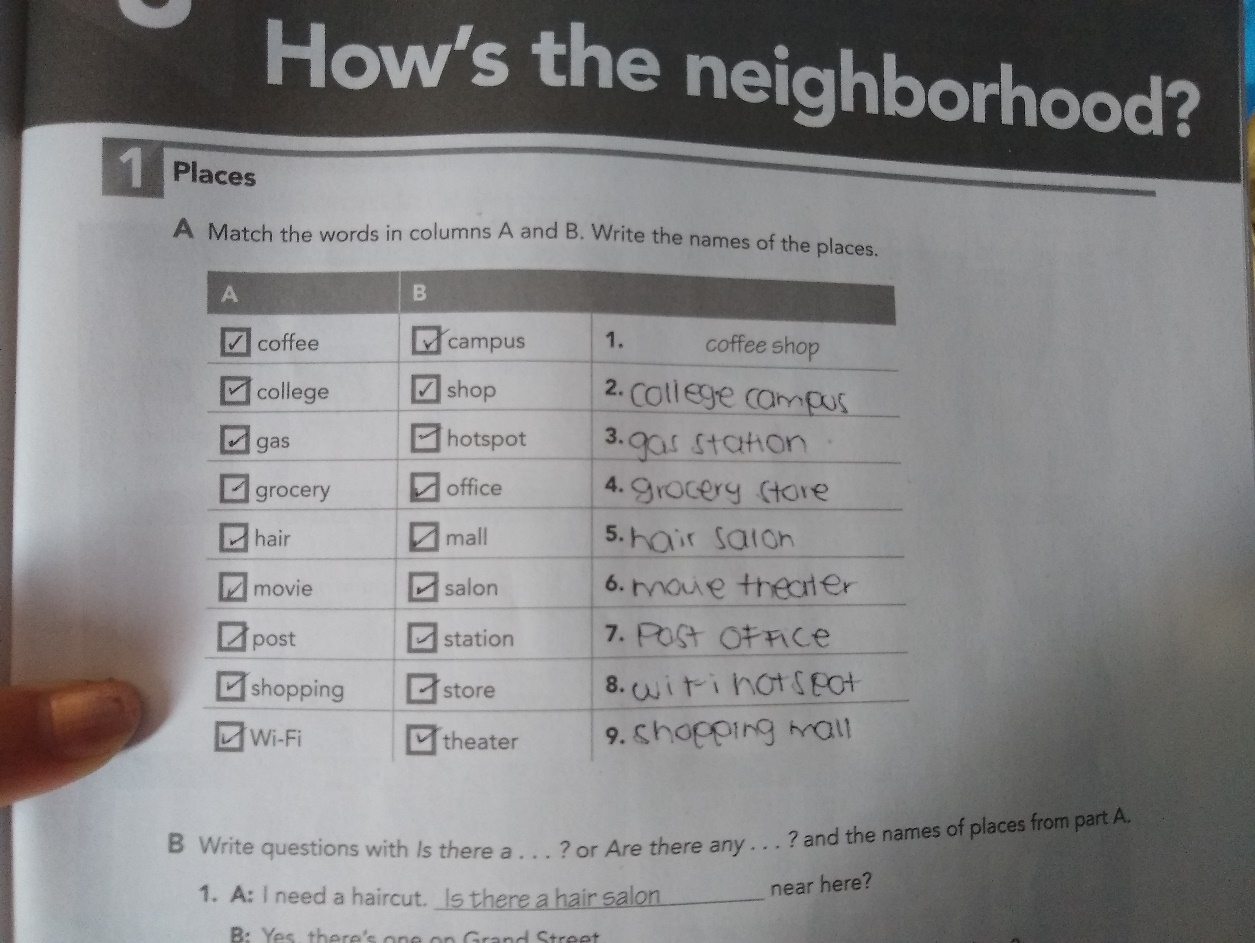 How's the neighborhood?
1 Places
A Match the words in columns A and B. Write the names of the places.
A B
coffee campus 1. coffee shop
college shop 2. college campus
gas hotspot 3. gas station
grocery office 4. grocery store
hair mall 5. hair salon
movie salon 6. movie theater
post station 7. Post OFFICE
shopping store 8. wifi hotspot
Wi-Fi theater 9. shopping mall
B Write questions with Is there a . . . ? or Are there any . . . ? and the names of places from part A.
1. A: I need a haircut. Is there a hair salon near here?
B: Yes, there's one on Grand Street